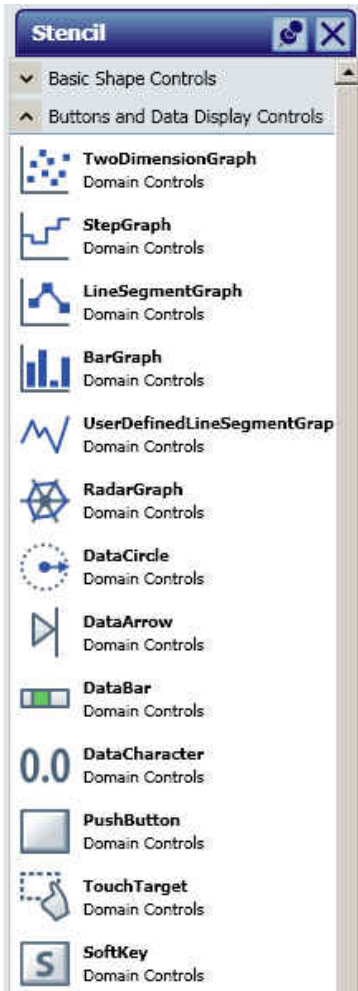 Stencil
Basic Shape Controls
Buttons and Data Display Controls
TwoDimensionGraph
Domain Controls
StepGraph
Domain Controls
LineSegmentGraph
Domain Controls
BarGraph
Domain Controls
UserDefinedLineSegmentGrap
Domain Controls
RadarGraph
Domain Controls
DataCircle
Domain Controls
DataArrow
Domain Controls
DataBar
Domain Controls
0.0 DataCharacter
Domain Controls
PushButton
Domain Controls
TouchTarget
Domain Controls
S SoftKey
Domain Controls